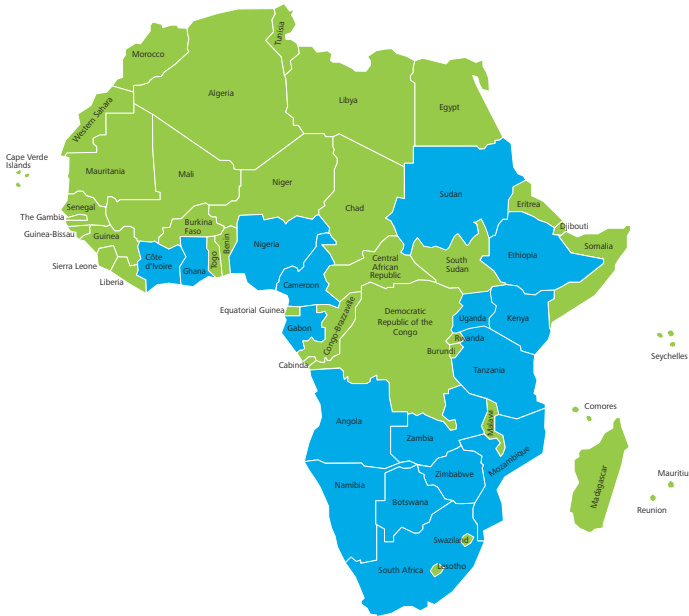 Tunisia
Morocco
Algeria
Libya
Egypt
Western Sahara
Cape Verde
Islands
Mauritania
Mali
Niger
Chad
Sudan
Eritrea
Senegal
The Gambia
Guinea-Bissau
Guinea
Burkina
Faso
Djibouti
Sierra Leone
Liberia
Côte
d'Ivoire
Ghana
Togo
Benin
Nigeria
Cameroon
Central
African
Republic
South
Sudan
Ethiopia
Somalia
Equatorial Guinea
Gabon
Congo-Brazzaville
Democratic
Republic of the
Congo
Uganda
Kenya
Rwanda
Burundi
Seychelles
Cabinda
Tanzania
Comores
Angola
Zambia
Malawi
Mozambique
Namibia
Zimbabwe
Botswana
Madagascar
Mauritiu
Reunion
Swaziland
South Africa
Lesotho